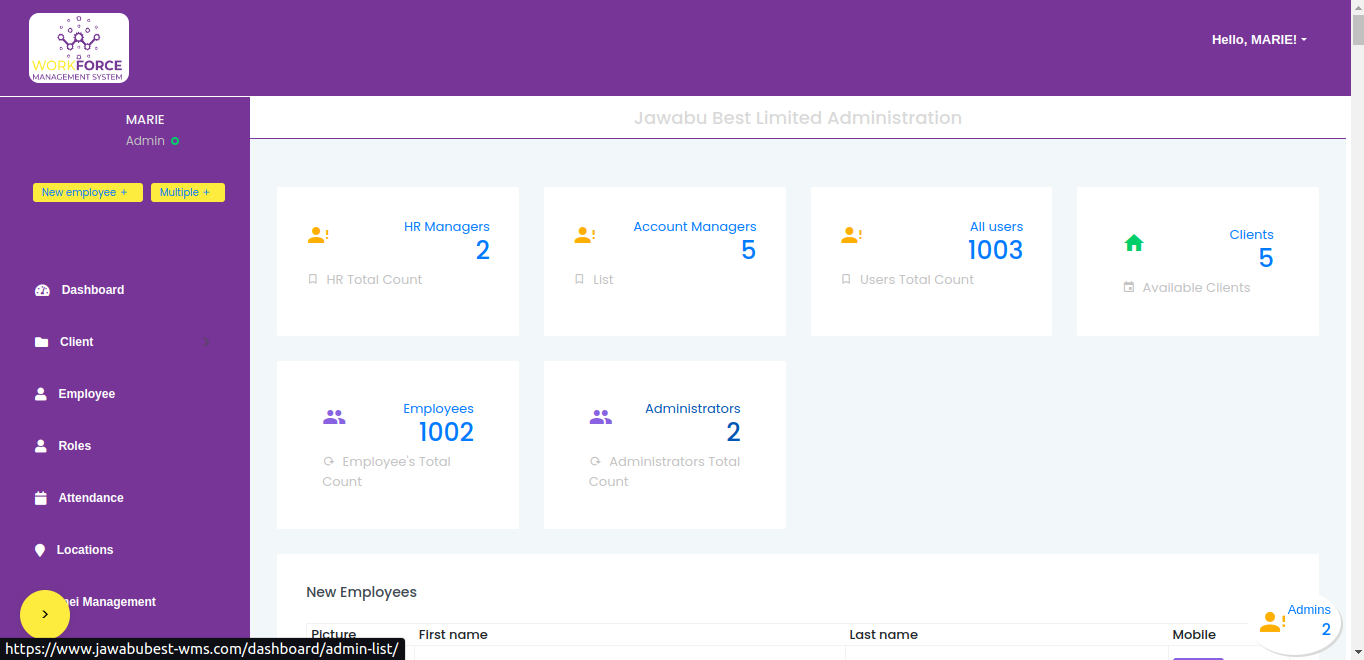 WORKFORCE
MANAGEMENT SYSTEM
Hello, MARIE!
MARIE
Admin
Jawabu Best Limited Administration
New employee +
Multiple +
HR Managers
2
HR Total Count
Account Managers
5
List
All users
1003
Users Total Count
Clients
5
Available Clients
Dashboard
Client
Employee
Roles
Attendance
Locations
nei Management
Employees
1002
Employee's Total
Count
Administrators
2
Administrators Total
Count
New Employees
Picture
First name
Last name
Mobile
Admins
2
>
https://www.jawabubest-wms.com/dashboard/admin-list/